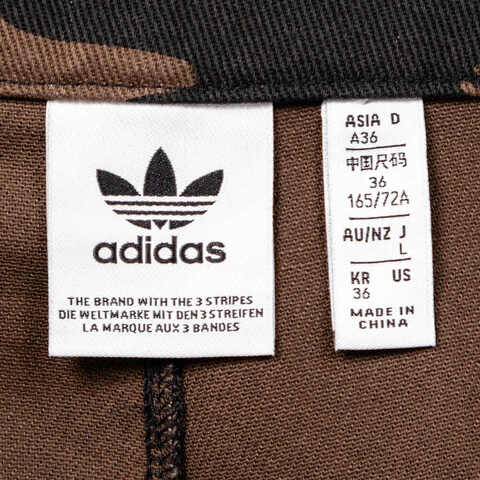 adidas
THE BRAND WITH THE 3 STRIPES
DIE WELTMARKE MIT DEN 3 STREIFEN
LA MARQUE AUX 3 BANDES
ASIA D
A36
中国尺码
36
165/72A
AU/NZ J
L
KR US
36
MADE IN
CHINA